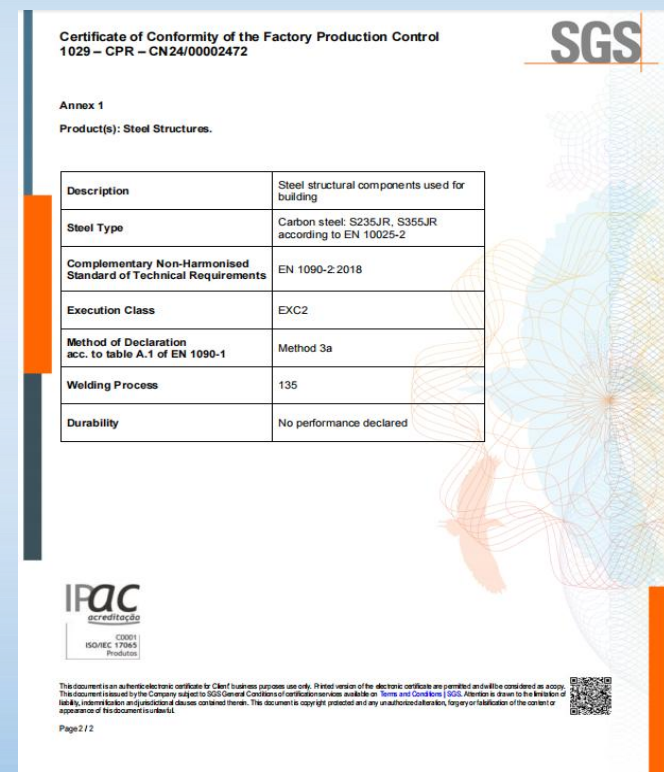 Certificate of Conformity of the Factory Production Control
1029 – CPR – CN24/00002472
SGS
Annex 1
Product(s): Steel Structures.
Description
Steel structural components used for
building
Steel Type
Carbon steel: S235JR, S355JR
according to EN 10025-2
Complementary Non-Harmonised
Standard of Technical Requirements
EN 1090-2:2018
Execution Class
EXC2
Method of Declaration
acc. to table A.1 of EN 1090-1
Method 3a
Welding Process
135
Durability
No performance declared
IPAC
acreditação
C0001
ISO/IEC 17065
Produtos
This document is an authentic electronic certificate for Client' business purposes use only. Printed version of the electronic certificate are permitted and will be considered as a copy.
This document is issued by the Company subject to SGS General Conditions of certification services available on Terms and Conditions | SGS. Attention is drawn to the limitation of
liability, indemnification and jurisdictional clauses contained therein. This document is copyright protected and any unauthorized alteration, forgery or falsification of the content or
appearance of this document is unlawful.
Page 2 / 2